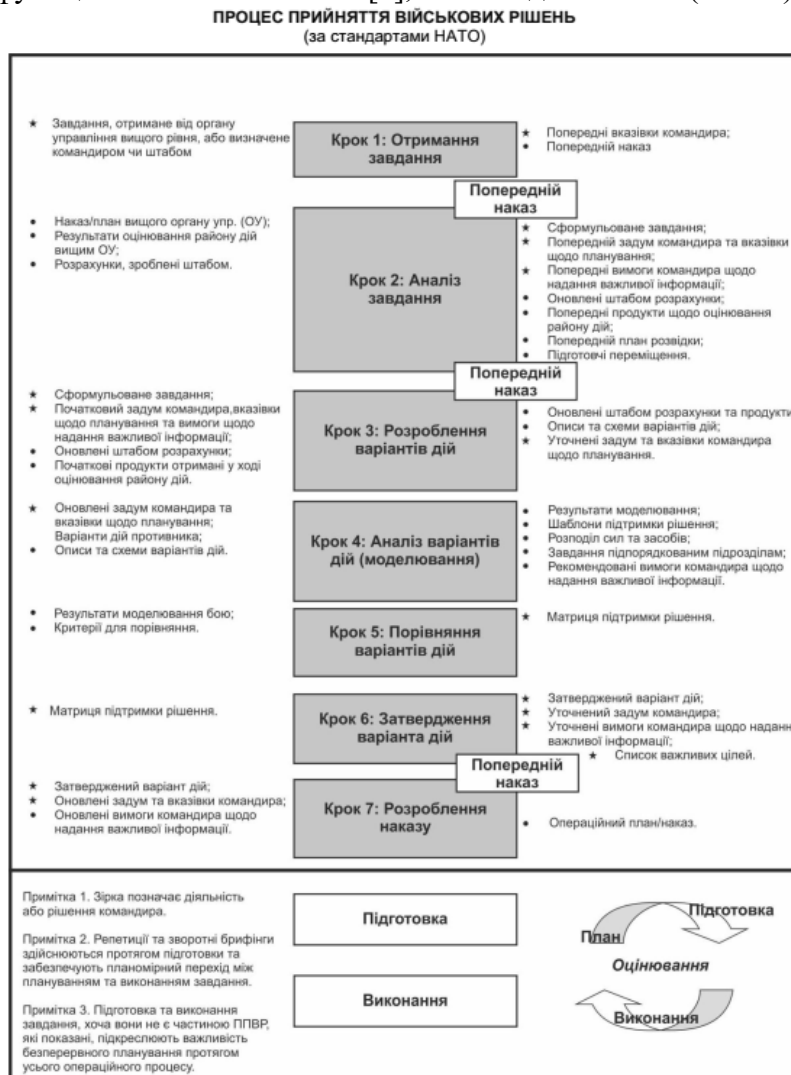 ПРОЦЕС ПРИЙНЯТТЯ ВІЙСЬКОВИХ РІШЕНЬ
(за стандартами НАТО)
★ Завдання, отримане від органу
управління вищого рівня, або визначене
командиром чи штабом
Крок 1: Отримання
завдання
★ Попередні вказівки командира;
• Попередній наказ
Попередній
наказ
• Наказ/план вищого органу упр. (ОУ);
• Результати оцінювання району дій
вищим ОУ;
• Розрахунки, зроблені штабом.
Крок 2: Аналіз
завдання
★ Сформульоване завдання;
★ Попередній задум командира та вказівки
щодо планування;
★ Попередні вимоги командира щодо
надання важливої інформації;
• Оновлені штабом розрахунки;
• Попередні продукти щодо оцінювання
району дій;
• Попередній план розвідки;
• Підготовчі переміщення.
Попередній
наказ
★ Сформульоване завдання;
★ Початковий задум командира,вказівки
щодо планування та вимоги щодо
надання важливої інформації;
• Оновлені штабом розрахунки;
• Початкові продукти отримані у ході
оцінювання району дій.
Крок 3: Розроблення
варіантів дій
• Оновлені штабом розрахунки та продукти
• Описи та схеми варіантів дій;
★ Уточнені задум та вказівки командира
щодо планування.
★ Оновлені задум командира та
вказівки щодо планування;
Варіанти дій противника;
• Описи та схеми варіантів дій.
Крок 4: Аналіз варіантів
дій (моделювання)
• Результати моделювання;
• Шаблони підтримки рішення;
• Розподіл сил та засобів;
• Завдання підпорядкованим підрозділам;
• Рекомендовані вимоги командира щодо
надання важливої інформації.
• Результати моделювання бою;
• Критерії для порівняння.
Крок 5: Порівняння
варіантів дій
★ Матриця підтримки рішення.
★ Матриця підтримки рішення.
Крок 6: Затвердження
варіанта дій
★ Затверджений варіант дій;
★ Уточнений задум командира;
★ Уточнені вимоги командира щодо наданн
важливої інформації;
★ Список важливих цілей.
Попередній
наказ
★ Затверджений варіант дій;
★ Оновлені задум та вказівки командира;
• Оновлені вимоги командира щодо
надання важливої інформації.
Крок 7: Розроблення
наказу
• Операційний план/наказ.
Примітка 1. Зірка позначає діяльність
або рішення командира.
Примітка 2. Репетиції та зворотні брифінги
здійснюються протягом підготовки та
забезпечують планомірний перехід між
плануванням та виконанням завдання.
Примітка 3. Підготовка та виконання
завдання, хоча вони не є частиною ППВР,
які показані, підкреслюють важливість
безперервного планування протягом
усього операційного процесу.
Підготовка
Виконання
Підготовка
План
Оцінювання
Виконання